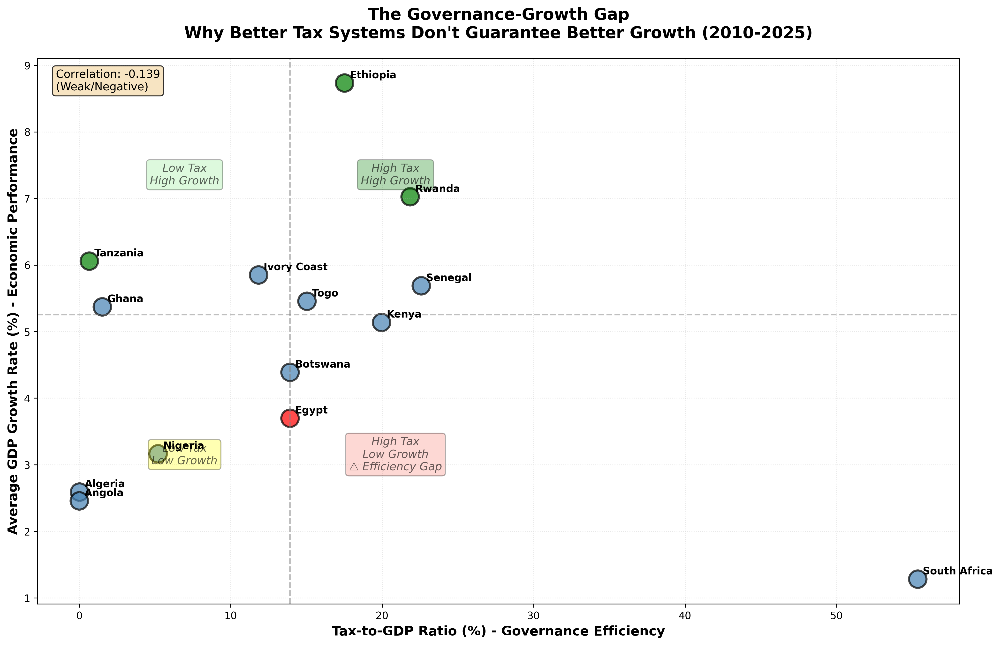 The Governance-Growth Gap
Why Better Tax Systems Don't Guarantee Better Growth (2010-2025)
Correlation: -0.139
(Weak/Negative)
Ethiopia
Low Tax
High Growth
High Tax
High Growth
Rwanda
Tanzania
Ivory Coast
Senegal
Togo
Ghana
Kenya
Botswana
Egypt
Nigeria
Low Tax
Low Growth
High Tax
Low Growth
⚠ Efficiency Gap
Algeria
Angola
South Africa
9
8
7
6
5
4
3
2
1
Average GDP Growth Rate (%) - Economic Performance
0 10 20 30 40 50
Tax-to-GDP Ratio (%) - Governance Efficiency